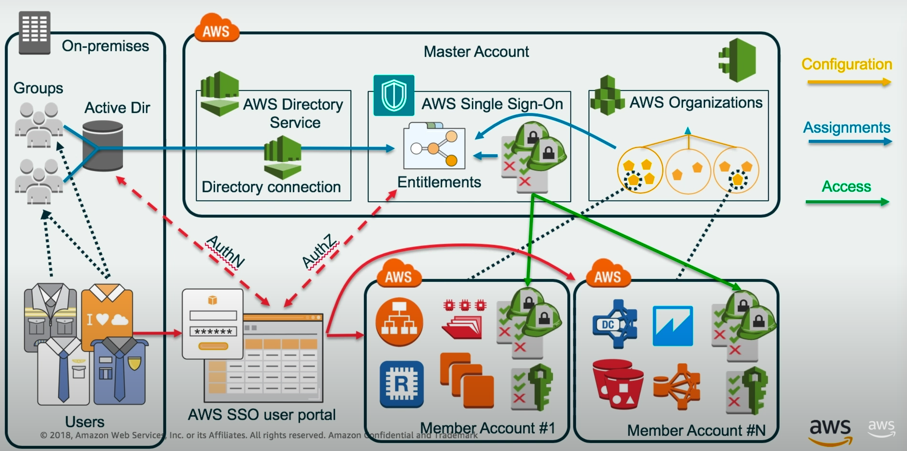 On-premises
Groups
Active Dir
Users
AWS
Master Account
AWS Directory
Service
Directory connection
AWS Single Sign-On
Entitlements
AWS Organizations
Configuration
Assignments
Access
AuthN
AuthZ
******
I
AWS SSO user portal
AWS
R
Member Account #1
AWS
DC
Member Account #N
© 2018, Amazon Web Services, Inc. or its Affiliates. All rights reserved. Amazon Confidential and Trademark
aws
aws